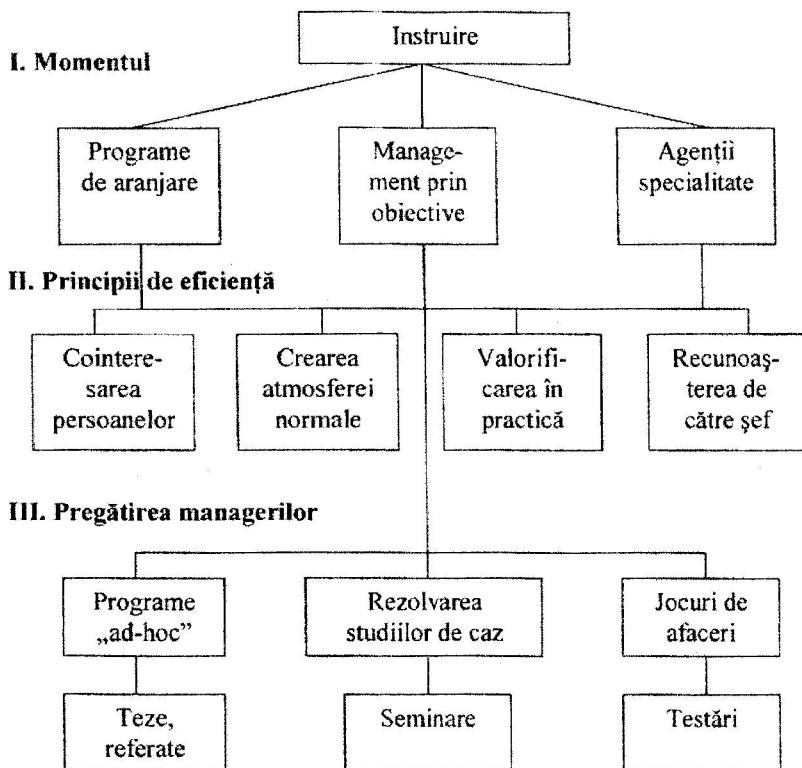 Instruire
I. Momentul
Programe
de aranjare
Manage-
ment prin
obiective
Agenții
specialitate
II. Principii de eficiență
Cointere-
sarea
persoanelor
Crearea
atmosferei
normale
Valorifi-
carea în
practică
Recunoaș-
terea de
către șef
III. Pregătirea managerilor
Programe
„ad-hoc”
Rezolvarea
studiilor de caz
Jocuri de
afaceri
Teze,
referate
Seminare
Testări